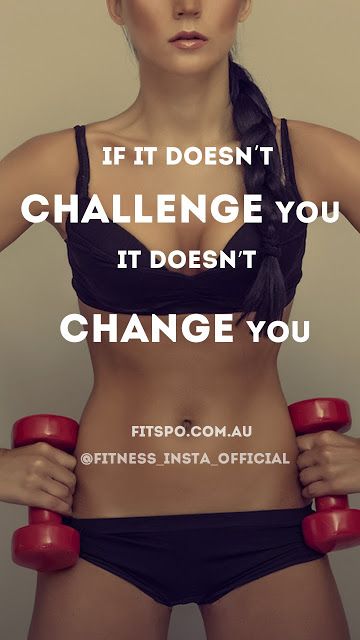 IF IT DOESN'T
CHALLENGE YOU
IT DOESN'T
CHANGE YOU
FITSPO.COM.AU
@FITNESS_INSTA_OFFICIAL